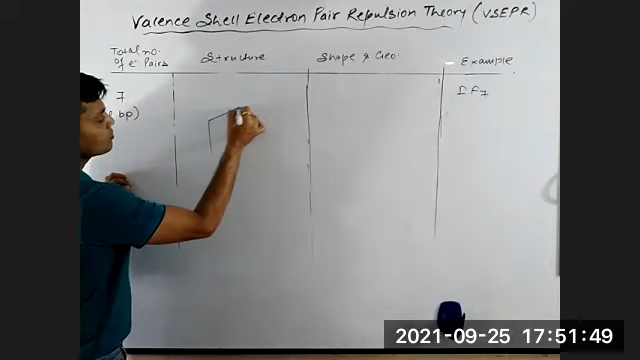 Valence Shell Electron Pair Repulsion Theory (VSEPR)
Total no. of e⁻ Pairs
Structure
Shape & Geo.
Example
7
bp)
IF7
2021-09-25 17:51:49